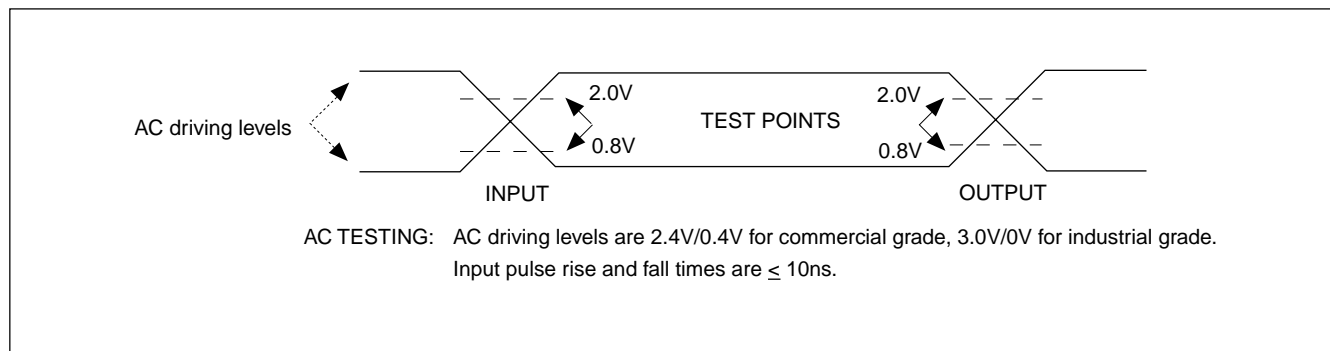 2.0V
2.0V
AC driving levels
TEST POINTS
0.8V
0.8V
INPUT
OUTPUT
AC TESTING: AC driving levels are 2.4V/0.4V for commercial grade, 3.0V/0V for industrial grade.
Input pulse rise and fall times are ≤ 10ns.